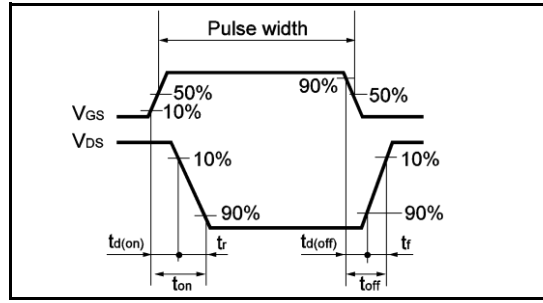 Pulse width
90%
50%
50%
10%
VGS
VDS
10%
10%
90%
90%
td(on)
tr
td(off)
tf
ton
toff